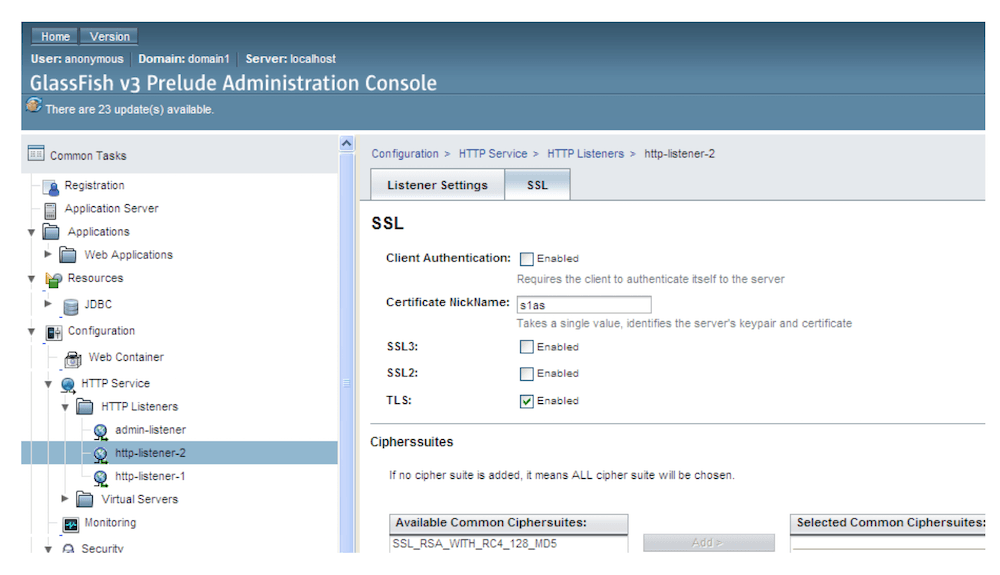 Home Version
User: anonymous Domain: domain1 Server: localhost
GlassFish v3 Prelude Administration Console
There are 23 update(s) available.
Common Tasks
Registration
Application Server
Applications
Web Applications
Resources
JDBC
Configuration
Web Container
HTTP Service
HTTP Listeners
admin-listener
http-listener-2
http-listener-1
Virtual Servers
Monitoring
Security
Configuration > HTTP Service > HTTP Listeners > http-listener-2
Listener Settings SSL
SSL
Client Authentication: Enabled
Requires the client to authenticate itself to the server
Certificate NickName: s1as
Takes a single value, identifies the server's keypair and certificate
SSL3: Enabled
SSL2: Enabled
TLS: Enabled
Cipherssuites
If no cipher suite is added, it means ALL cipher suite will be chosen.
Available Common Ciphersuites: Selected Common Ciphersuites:
SSL_RSA_WITH_RC4_128_MD5 Add >